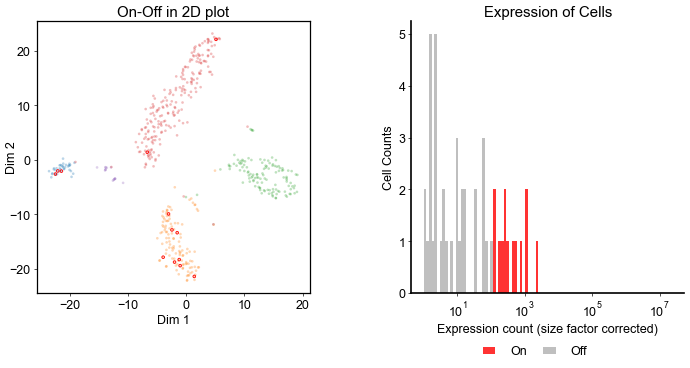 On-Off in 2D plot
Expression of Cells
Dim 2
20
10
0
−10
−20
−20 −10 0 10 20
Dim 1
Cell Counts
5
4
3
2
1
0
10^1 10^3 10^5 10^7
Expression count (size factor corrected)
On Off